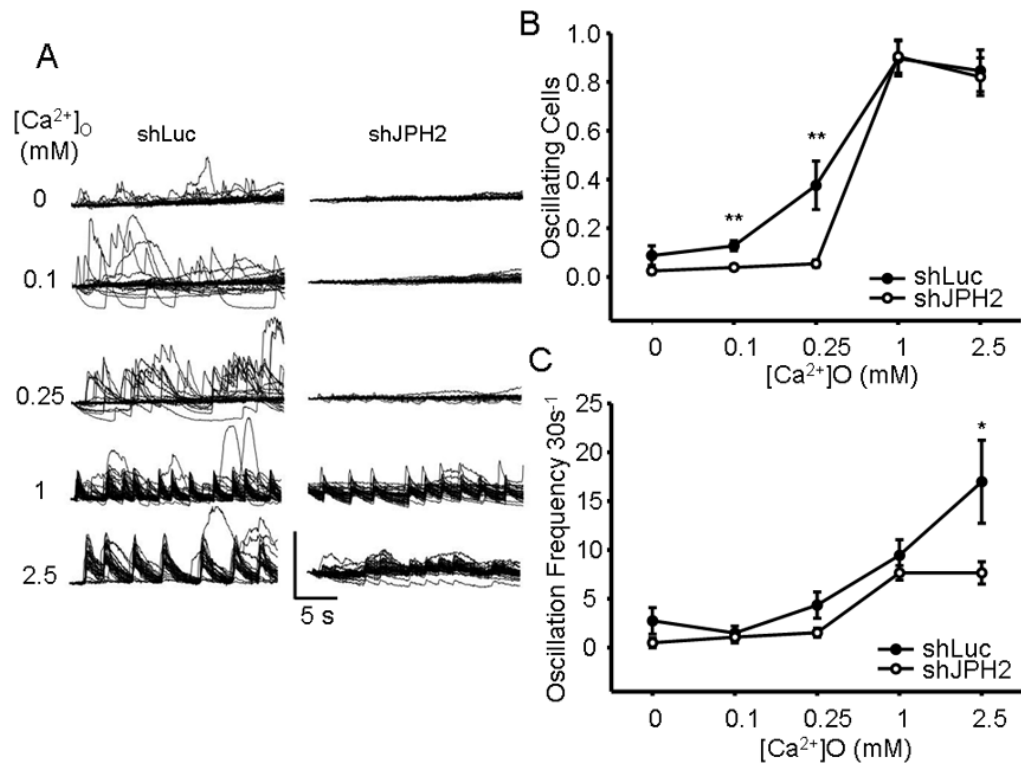 A
[Ca²⁺]O
(mM)
shLuc
shJPH2
0
0.1
0.25
1
2.5
5 s
B
Oscillating Cells
1.0
0.8
0.6
0.4
0.2
0.0
**
**
shLuc
shJPH2
0 0.1 0.25 1 2.5
[Ca²⁺]O (mM)
C
Oscillation Frequency 30s⁻¹
25
20
15
10
5
0
*
shLuc
shJPH2
0 0.1 0.25 1 2.5
[Ca²⁺]O (mM)